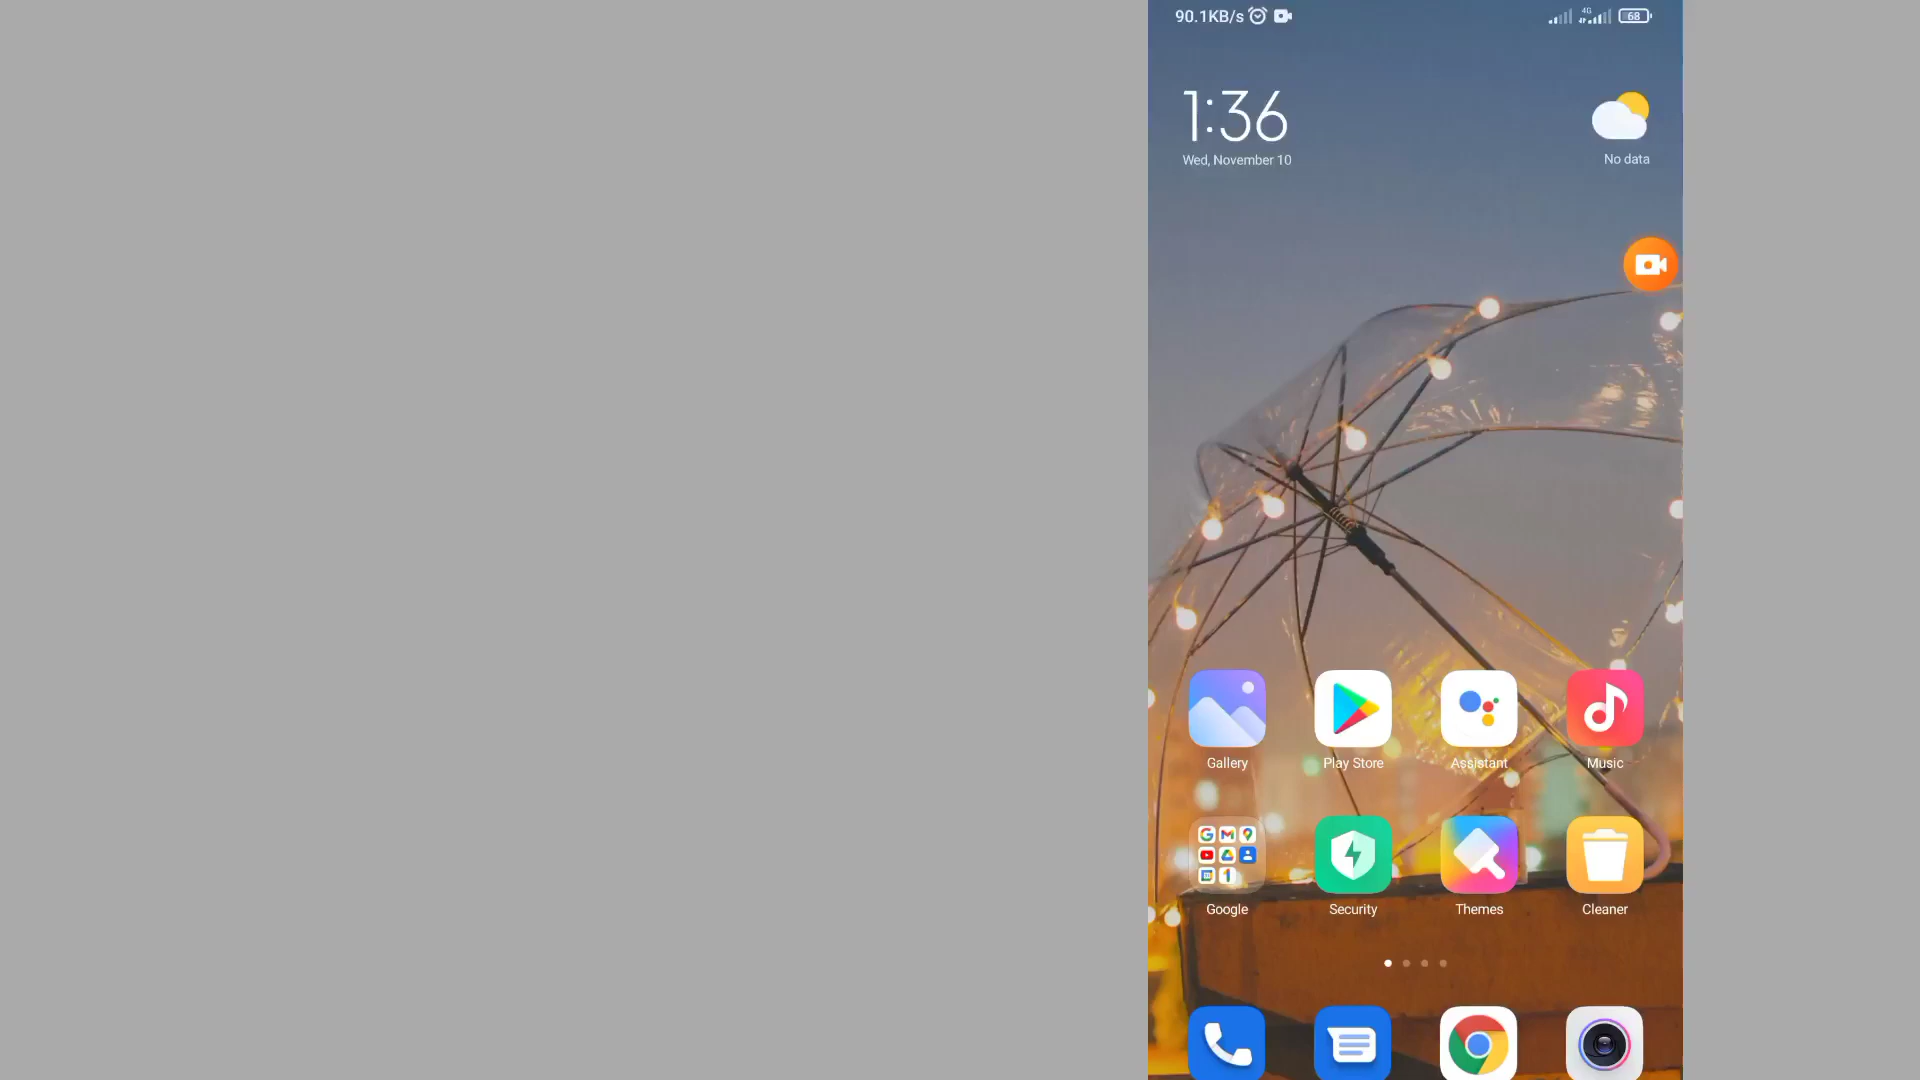 90.1KB/s 4G 68
1:36
Wed, November 10
No data
Gallery Play Store Assistant Music
Google Security Themes Cleaner